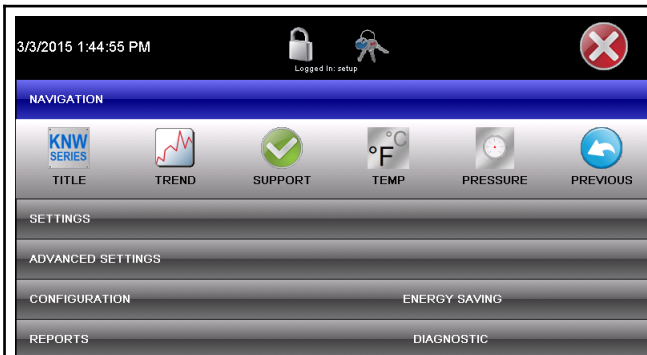 3/3/2015 1:44:55 PM
Logged In: setup
NAVIGATION
KNW
SERIES
°F °C
TITLE TREND SUPPORT TEMP PRESSURE PREVIOUS
SETTINGS
ADVANCED SETTINGS
CONFIGURATION ENERGY SAVING
REPORTS DIAGNOSTIC